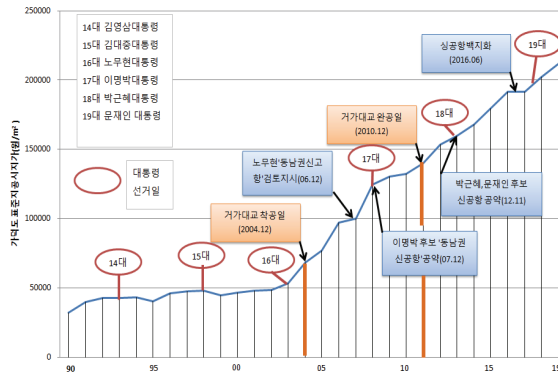 250000
200000
150000
100000
50000
0
가덕도표준지공시지가(원/m²)
14대 김영삼대통령
15대 김대중대통령
16대 노무현대통령
17대 이명박대통령
18대 박근혜대통령
19대 문재인 대통령
대통령
선거일
14대
15대
16대
17대
18대
19대
싱공항백지화
(2016.06)
거가대교 완공일
(2010.12)
노무현'동남권신고
항'검토지시(06.12)
거가대교 착공일
(2004.12)
박근혜,문재인 후보
신공항 공약(12.11)
이명박 후보 '동남권
신공항'공약(07.12)
90 95 00 05 10 15 19